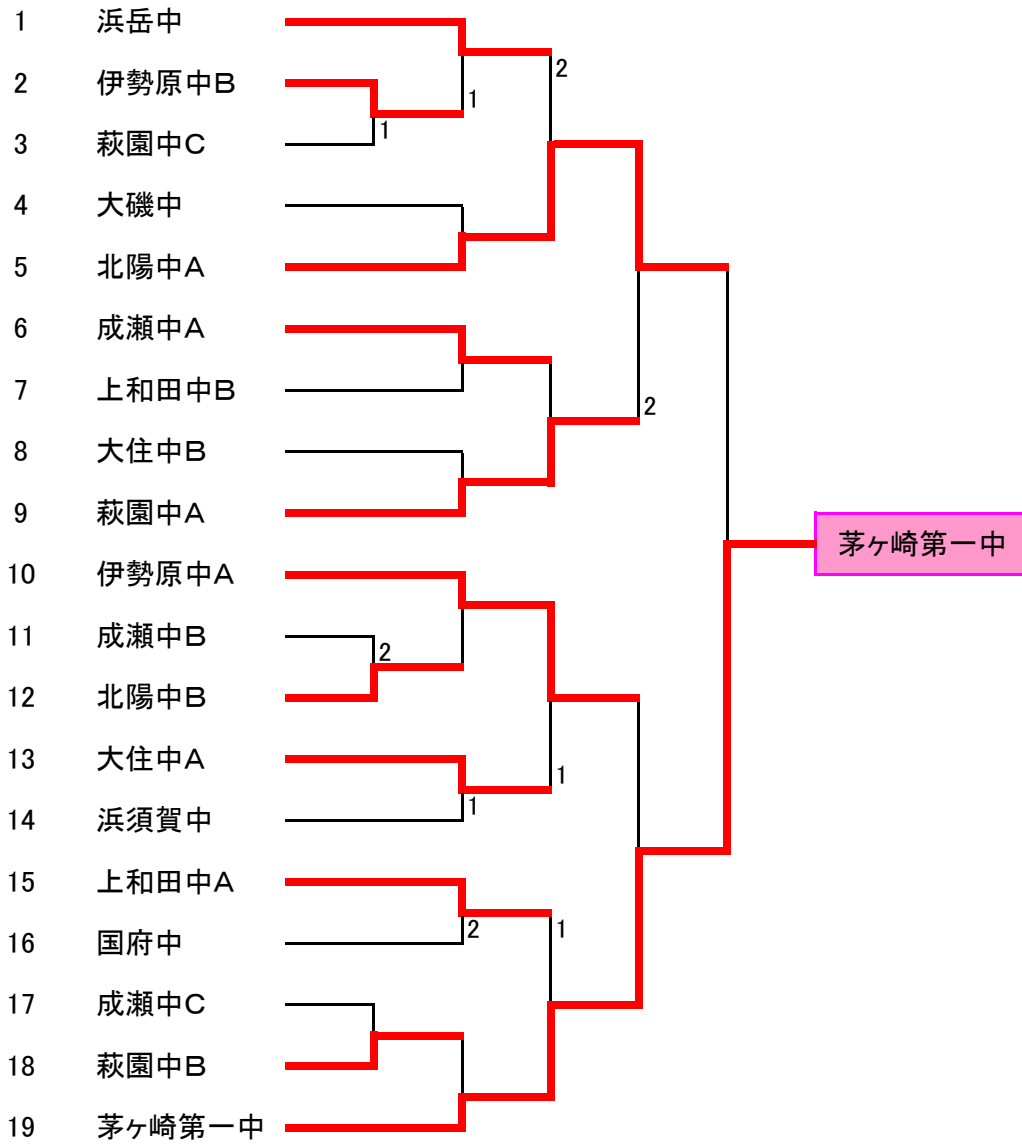 1 浜岳中
2
2 伊勢原中B
1
3 萩園中C
1
4 大磯中
5 北陽中A
6 成瀬中A
7 上和田中B
2
8 大住中B
9 萩園中A
茅ヶ崎第一中
10 伊勢原中A
11 成瀬中B
2
12 北陽中B
13 大住中A
1
14 浜須賀中
1
15 上和田中A
16 国府中
2
1
17 成瀬中C
18 萩園中B
19 茅ヶ崎第一中